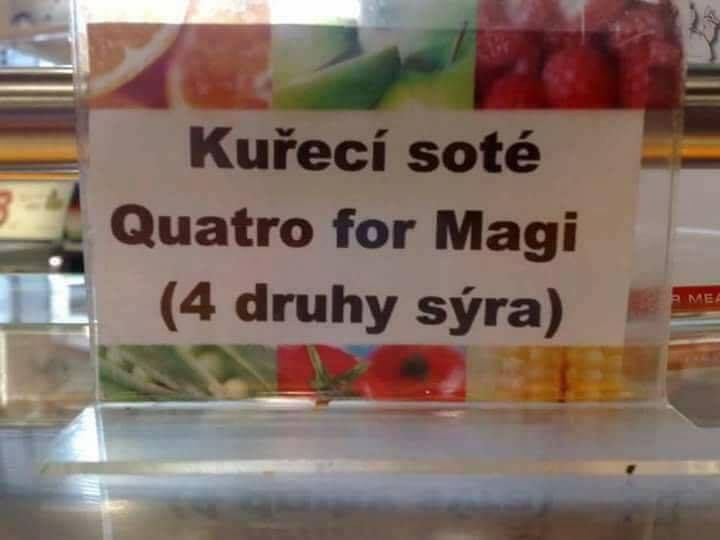 Kuřecí soté
Quatro for Magi
(4 druhy sýra)